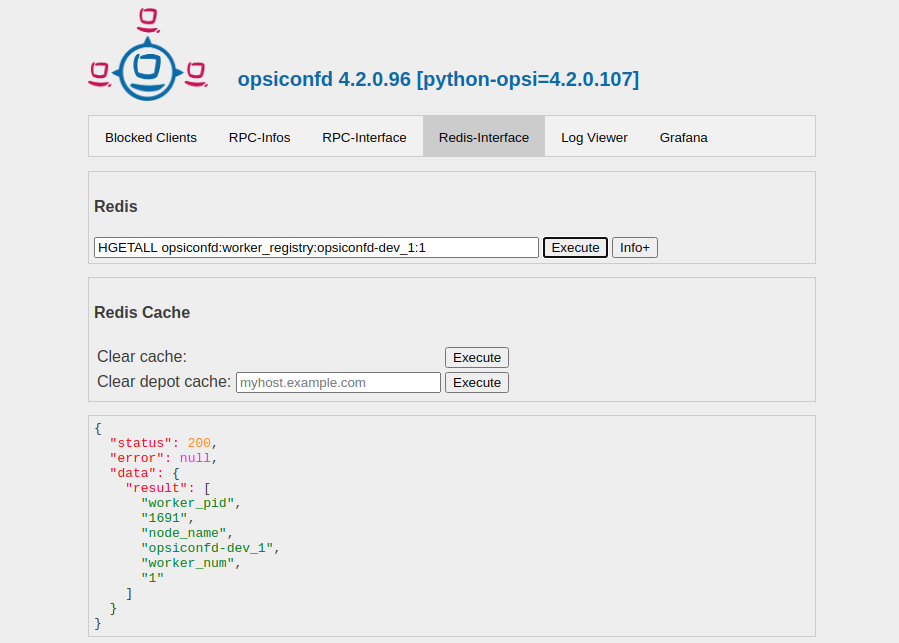 opsiconfd 4.2.0.96 [python-opsi=4.2.0.107]
Blocked Clients RPC-Infos RPC-Interface Redis-Interface Log Viewer Grafana
Redis
HGETALL opsiconfd:worker_registry:opsiconfd-dev_1:1 Execute Info+
Redis Cache
Clear cache: Execute
Clear depot cache: myhost.example.com Execute
{
  "status": 200,
  "error": null,
  "data": {
    "result": [
      "worker_pid",
      "1691",
      "node_name",
      "opsiconfd-dev_1",
      "worker_num",
      "1"
    ]
  }
}